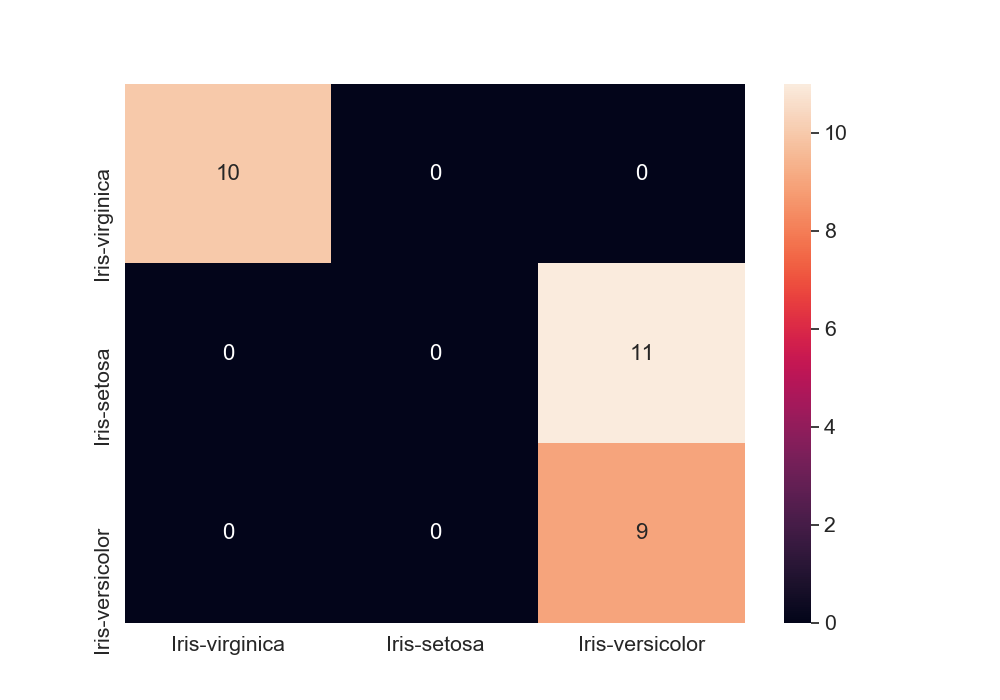 Iris-virginica
Iris-setosa
Iris-versicolor
10 0 0
0 0 11
0 0 9
Iris-virginica Iris-setosa Iris-versicolor
10
8
6
4
2
0